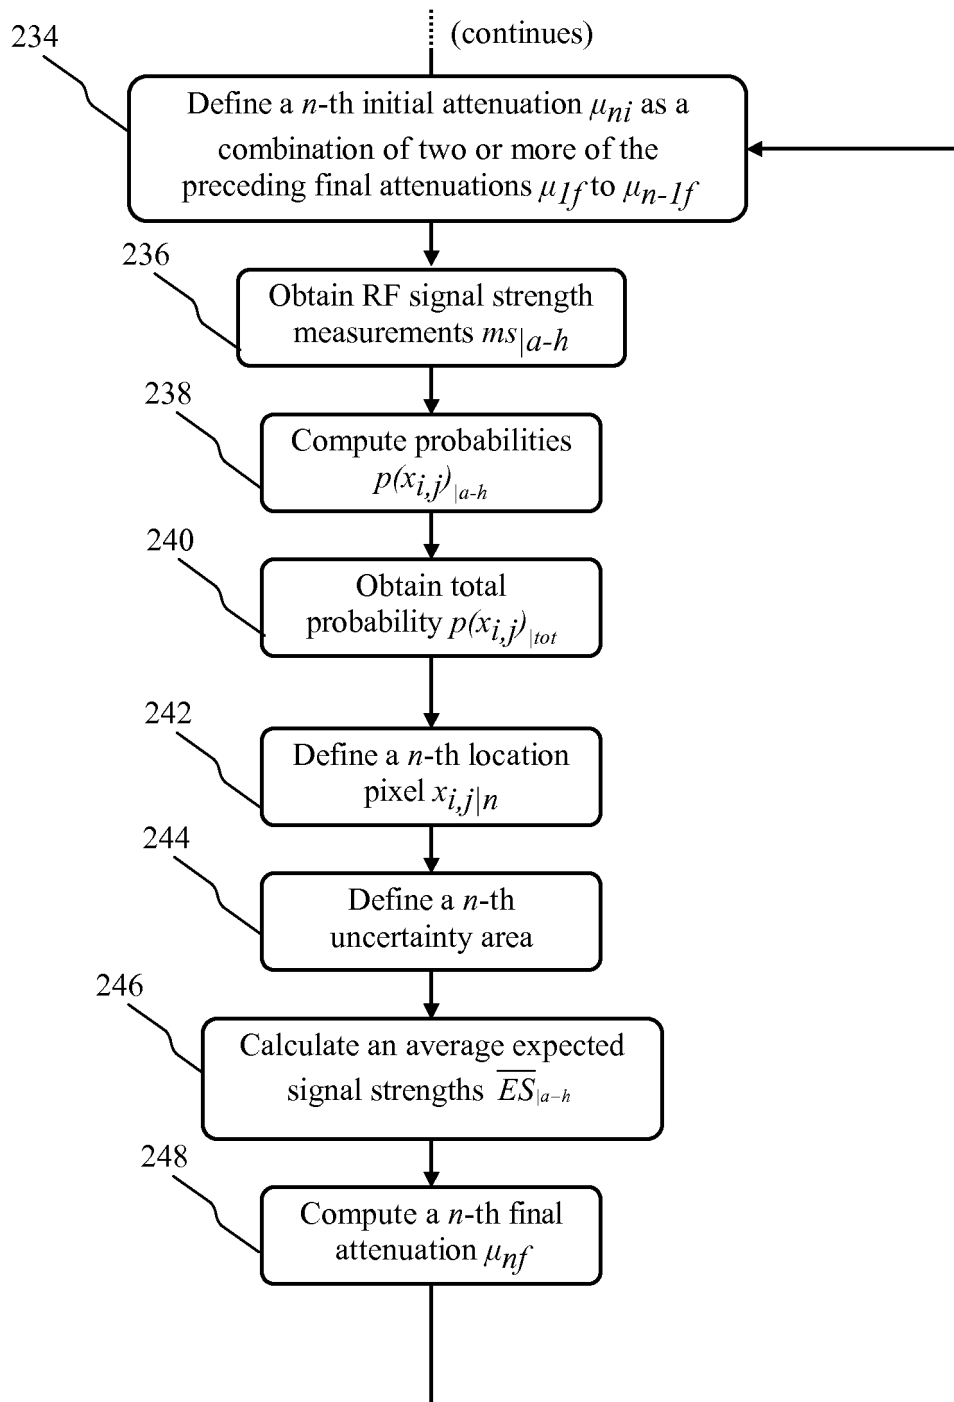 (continues)
234
Define a n-th initial attenuation μni as a
combination of two or more of the
preceding final attenuations μ1f to μn-1f
236
Obtain RF signal strength
measurements ms|a-h
238
Compute probabilities
p(xi,j)|a-h
240
Obtain total
probability p(xi,j)|tot
242
Define a n-th location
pixel xi,j|n
244
Define a n-th
uncertainty area
246
Calculate an average expected
signal strengths E̅S̅|a-h
248
Compute a n-th final
attenuation μnf